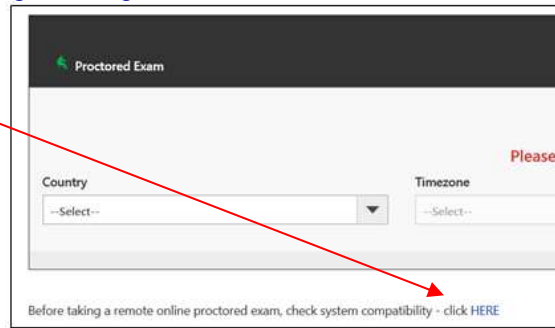 Proctored Exam
Please
Country
Timezone
--Select--
--Select--
Before taking a remote online proctored exam, check system compatibility - click HERE